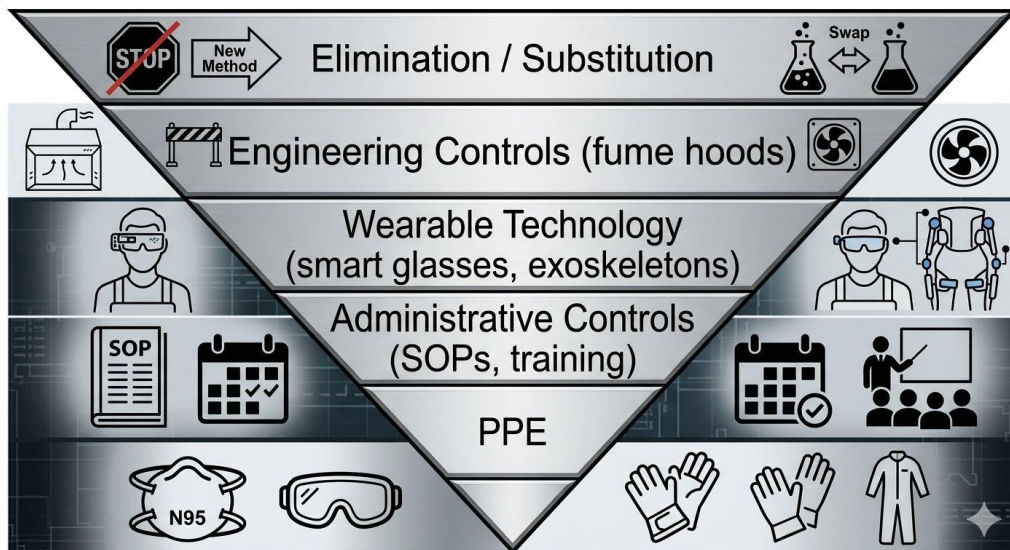 STOP
New
Method
Elimination / Substitution
Swap
Engineering Controls (fume hoods)
Wearable Technology
(smart glasses, exoskeletons)
Administrative Controls
(SOPs, training)
SOP
PPE
N95